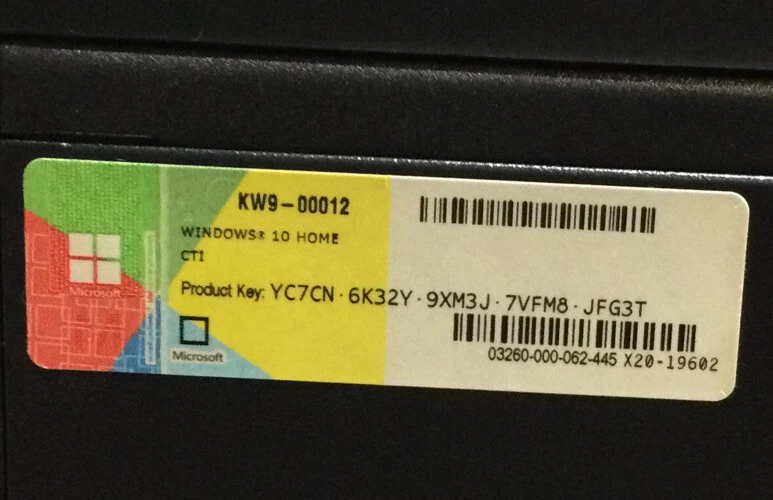 KW9-00012
WINDOWS® 10 HOME
CTI
Product Key: YC7CN-6K32Y-9XM3J-7VFM8-JFG3T
Microsoft
Microsoft
03260-000-062-445 X20-19602